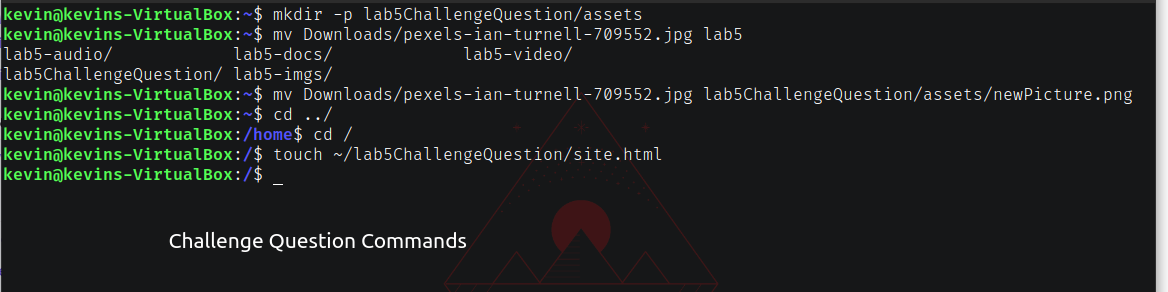 kevin@kevins-VirtualBox:~$ mkdir -p lab5ChallengeQuestion/assets
kevin@kevins-VirtualBox:~$ mv Downloads/pexels-ian-turnell-709552.jpg lab5
lab5-audio/            lab5-docs/             lab5-video/
lab5ChallengeQuestion/ lab5-imgs/
kevin@kevins-VirtualBox:~$ mv Downloads/pexels-ian-turnell-709552.jpg lab5ChallengeQuestion/assets/newPicture.png
kevin@kevins-VirtualBox:~$ cd ../
kevin@kevins-VirtualBox:/home$ cd /
kevin@kevins-VirtualBox:/$ touch ~/lab5ChallengeQuestion/site.html
kevin@kevins-VirtualBox:/$ _
Challenge Question Commands